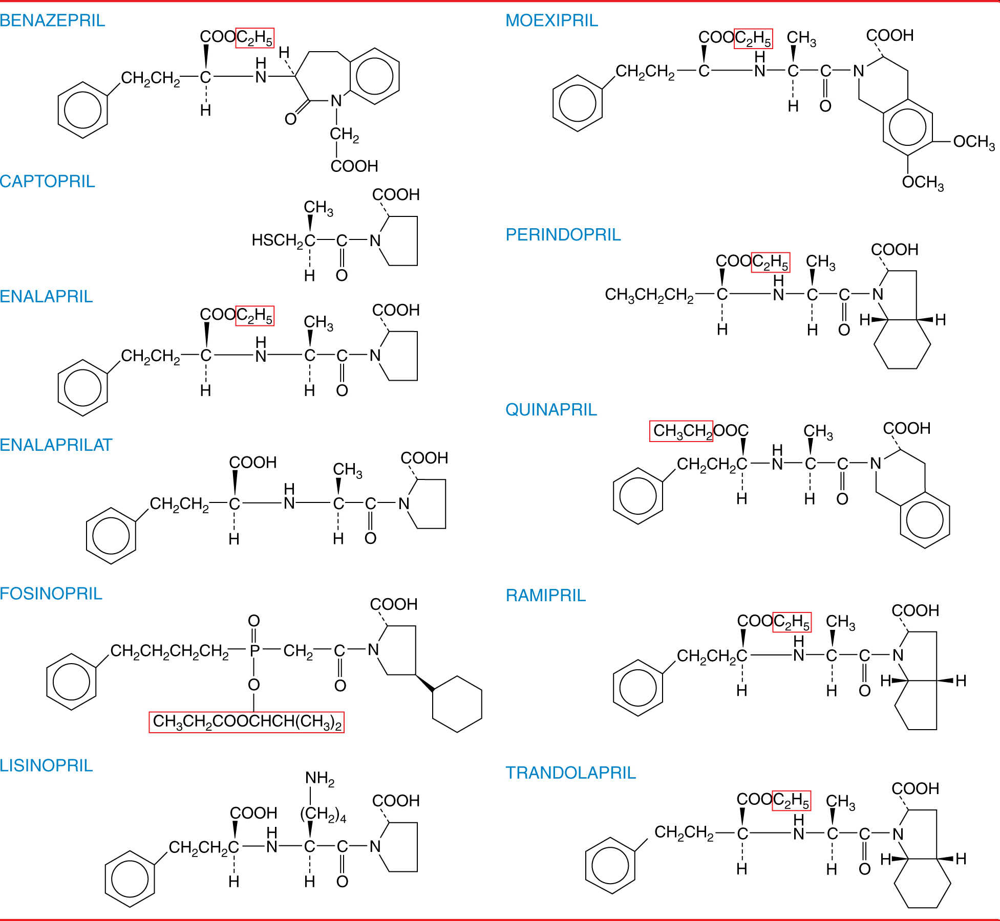 BENAZEPRIL
COOC₂H₅
H
H
CH₂CH₂
C
N
N
H
O
CH₂
COOH
CAPTOPRIL
COOH
CH₃
HSCH₂C
C
N
H
O
ENALAPRIL
COOC₂H₅
CH₃
COOH
H
CH₂CH₂
C
N
C
C
N
H
H
O
ENALAPRILAT
COOH
CH₃
COOH
H
CH₂CH₂
C
N
C
C
N
H
H
O
FOSINOPRIL
COOH
O
CH₂CH₂CH₂CH₂
P
CH₂
C
N
O
O
CH₃CH₂COOCHCH(CH₃)₂
LISINOPRIL
NH₂
COOH
(CH₂)₄
COOH
H
CH₂CH₂C
N
C
C
N
H
H
O
MOEXIPRIL
COOC₂H₅
CH₃
COOH
H
CH₂CH₂
C
N
C
C
N
H
O
OCH₃
OCH₃
PERINDOPRIL
COOH
COOC₂H₅
CH₃
H
CH₃CH₂CH₂
C
N
C
C
N
H
H
H
H
O
QUINAPRIL
CH₃CH₂OOC
CH₃
COOH
H
CH₂CH₂C
N
C
C
N
H
H
O
RAMIPRIL
COOH
COOC₂H₅
CH₃
H
CH₂CH₂C
N
C
C
N
H
H
H
H
O
TRANDOLAPRIL
COOH
COOC₂H₅
CH₃
H
CH₂CH₂
C
N
C
C
N
H
H
H
H
O